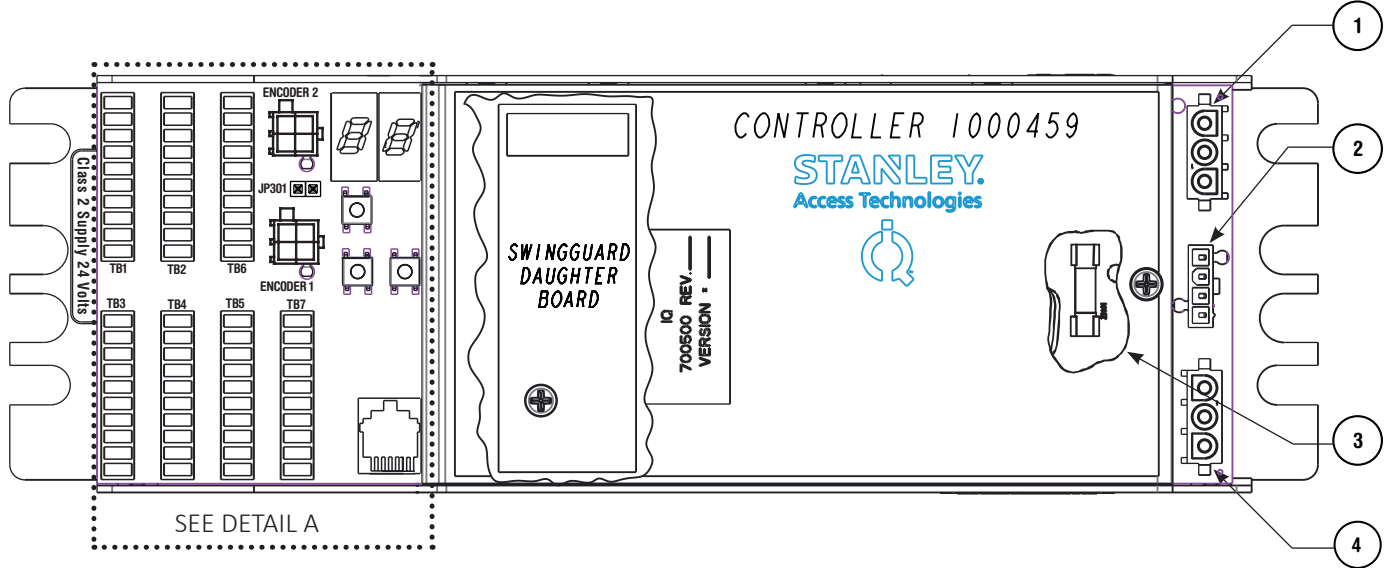 1
2
3
4
Class 2 Supply 24 Volts
TB1
TB2
TB6
ENCODER 2
JP301
ENCODER 1
TB3
TB4
TB5
TB7
SWINGGUARD
DAUGHTER
BOARD
IQ
700500 REV.
VERSION =
CONTROLLER 1000459
STANLEY.
Access Technologies
SEE DETAIL A